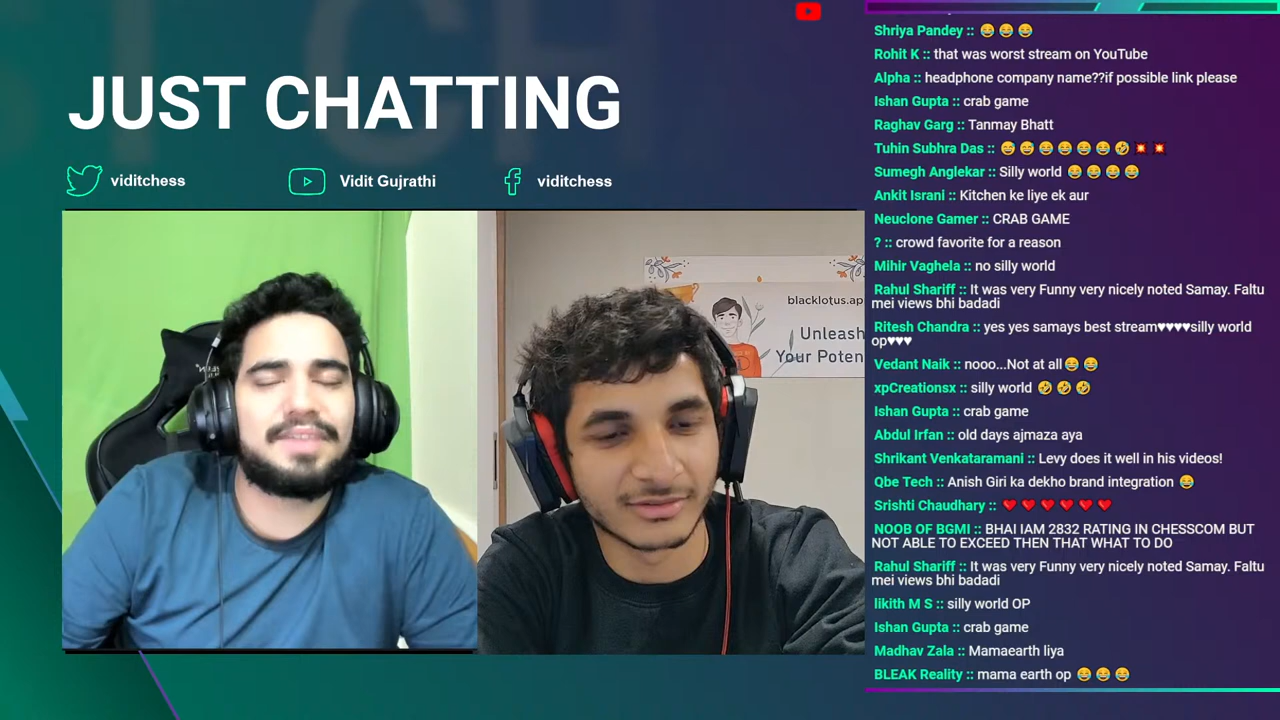 JUST CHATTING
viditchess
Vidit Gujrathi
viditchess
blacklotus.ap
Unleash
Your Poten
Shriya Pandey :: 😂 😂 😂
Rohit K :: that was worst stream on YouTube
Alpha :: headphone company name??if possible link please
Ishan Gupta :: crab game
Raghav Garg :: Tanmay Bhatt
Tuhin Subhra Das :: 😅 😅 😂 😂 😂 😂 🤣 💥 💥
Sumegh Anglekar :: Silly world 😂 😂 😂 😂
Ankit Israni :: Kitchen ke liye ek aur
Neuclone Gamer :: CRAB GAME
? :: crowd favorite for a reason
Mihir Vaghela :: no silly world
Rahul Shariff :: It was very Funny very nicely noted Samay. Faltu
mei views bhi badadi
Ritesh Chandra :: yes yes samays best stream♥♥♥♥silly world
op♥♥♥
Vedant Naik :: nooo...Not at all😂 😂
xpCreationsx :: silly world 🤣 🤣 🤣
Ishan Gupta :: crab game
Abdul Irfan :: old days ajmaza aya
Shrikant Venkataramani :: Levy does it well in his videos!
Qbe Tech :: Anish Giri ka dekho brand integration 😂
Srishti Chaudhary :: ❤ ❤ ❤ ❤ ❤ ❤
NOOB OF BGMI :: BHAI IAM 2832 RATING IN CHESSCOM BUT
NOT ABLE TO EXCEED THEN THAT WHAT TO DO
Rahul Shariff :: It was very Funny very nicely noted Samay. Faltu
mei views bhi badadi
likith M S :: silly world OP
Ishan Gupta :: crab game
Madhav Zala :: Mamaearth liya
BLEAK Reality :: mama earth op 😂 😂 😂